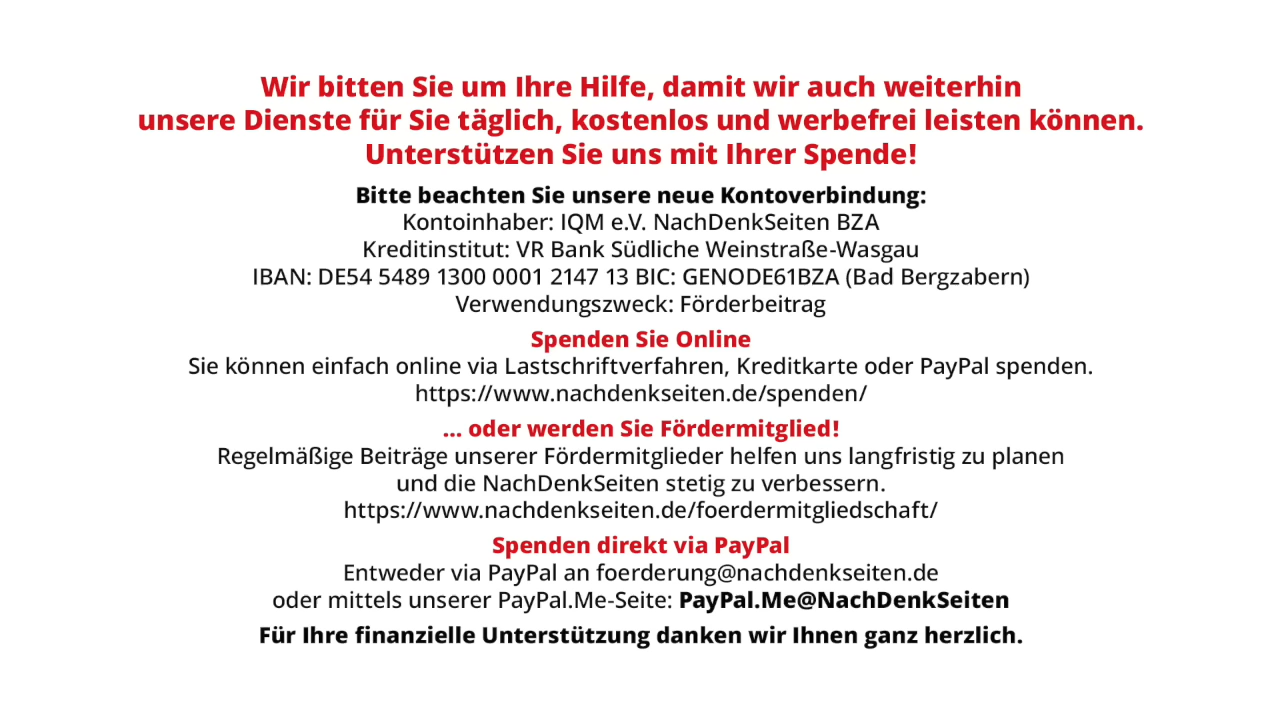 Wir bitten Sie um Ihre Hilfe, damit wir auch weiterhin
unsere Dienste für Sie täglich, kostenlos und werbefrei leisten können.
Unterstützen Sie uns mit Ihrer Spende!
Bitte beachten Sie unsere neue Kontoverbindung:
Kontoinhaber: IQM e.V. NachDenkSeiten BZA
Kreditinstitut: VR Bank Südliche Weinstraße-Wasgau
IBAN: DE54 5489 1300 0001 2147 13 BIC: GENODE61BZA (Bad Bergzabern)
Verwendungszweck: Förderbeitrag
Spenden Sie Online
Sie können einfach online via Lastschriftverfahren, Kreditkarte oder PayPal spenden.
https://www.nachdenkseiten.de/spenden/
... oder werden Sie Fördermitglied!
Regelmäßige Beiträge unserer Fördermitglieder helfen uns langfristig zu planen
und die NachDenkSeiten stetig zu verbessern.
https://www.nachdenkseiten.de/foerdermitgliedschaft/
Spenden direkt via PayPal
Entweder via PayPal an foerderung@nachdenkseiten.de
oder mittels unserer PayPal.Me-Seite: PayPal.Me@NachDenkSeiten
Für Ihre finanzielle Unterstützung danken wir Ihnen ganz herzlich.